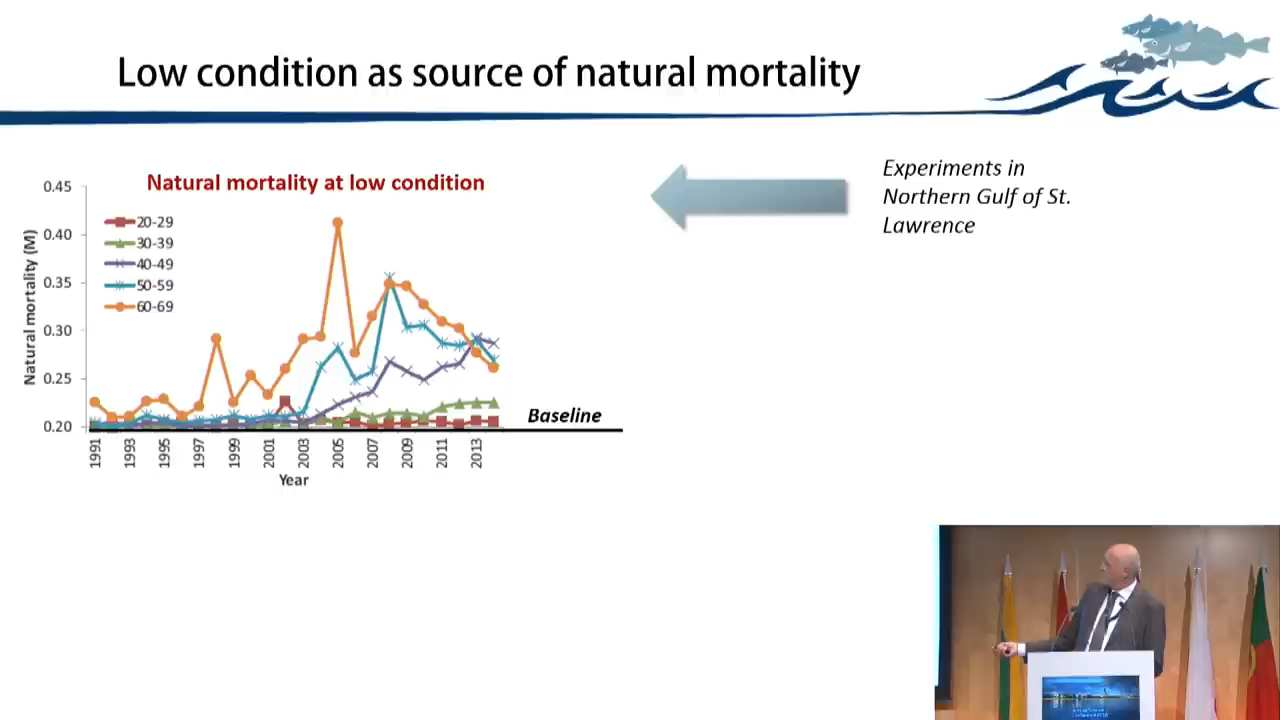 Low condition as source of natural mortality
Natural mortality at low condition
Experiments in
Northern Gulf of St.
Lawrence
Natural mortality (M)
0.45
0.40
0.35
0.30
0.25
0.20
20-29
30-39
40-49
50-59
60-69
Baseline
1991
1993
1995
1997
1999
2001
2003
2005
2007
2009
2011
2013
Year